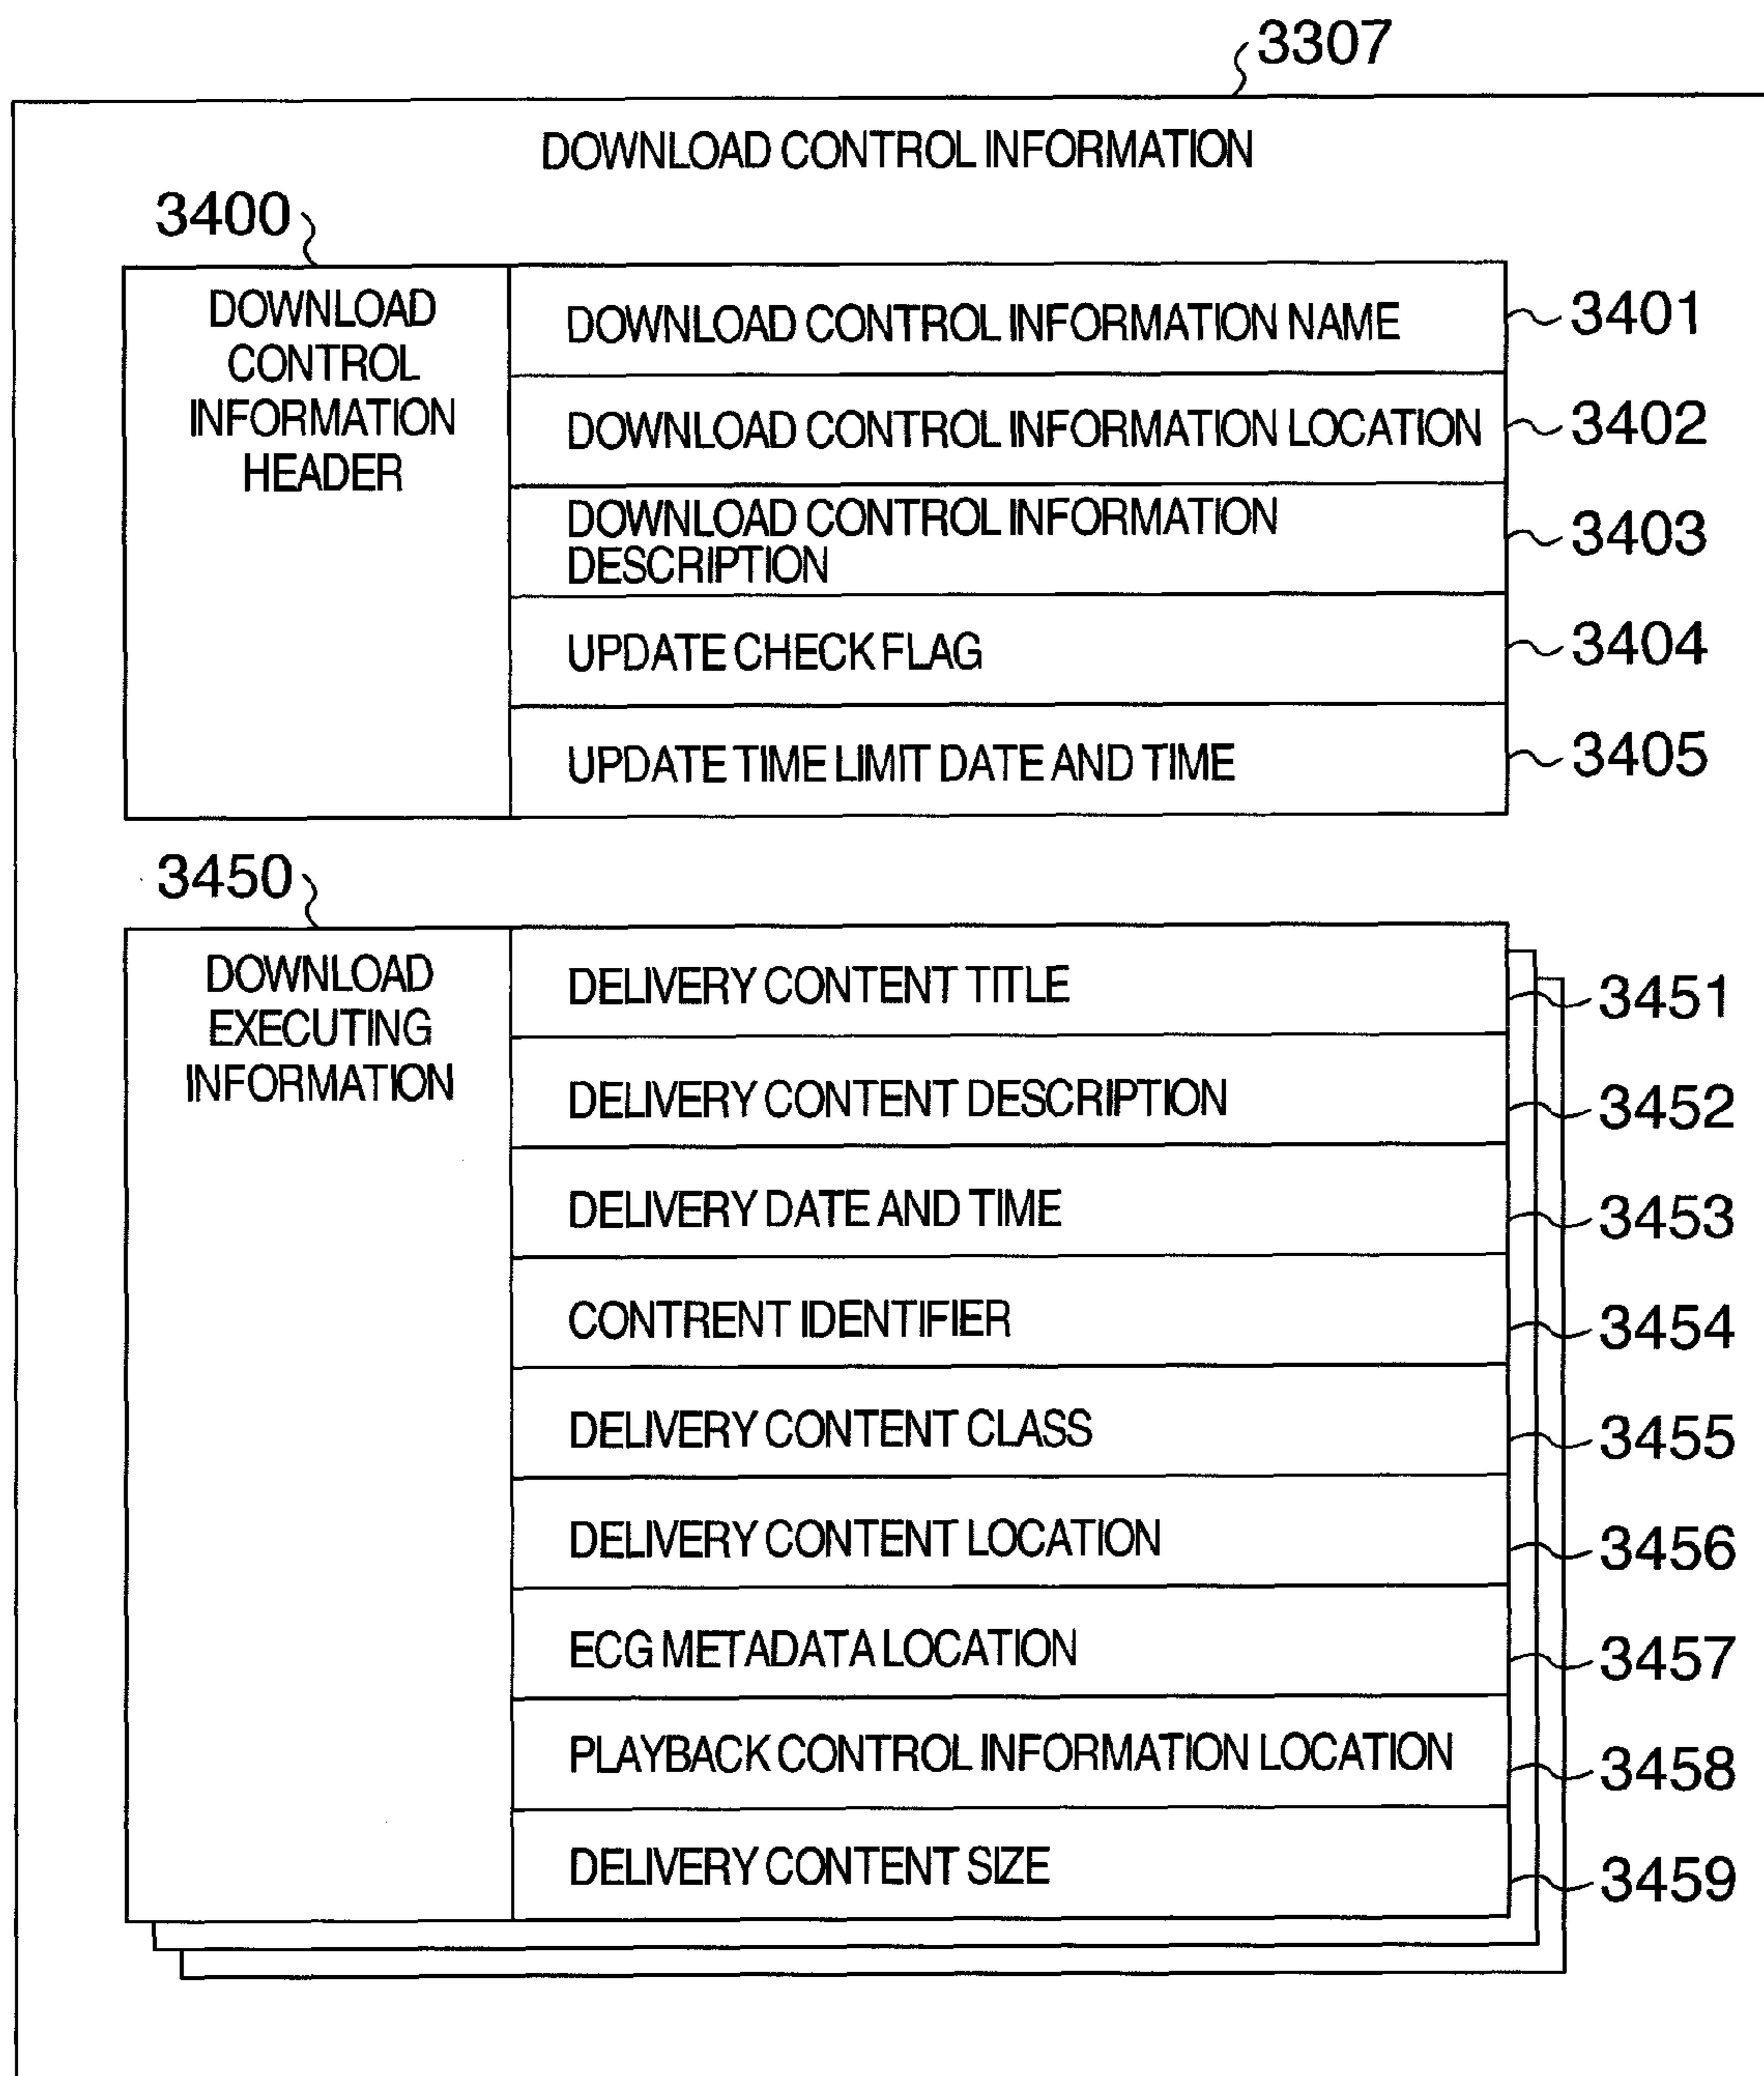 3307
DOWNLOAD CONTROL INFORMATION
3400
DOWNLOAD
CONTROL
INFORMATION
HEADER
DOWNLOAD CONTROL INFORMATION NAME
3401
DOWNLOAD CONTROL INFORMATION LOCATION
3402
DOWNLOAD CONTROL INFORMATION
DESCRIPTION
3403
UPDATE CHECK FLAG
3404
UPDATE TIME LIMIT DATE AND TIME
3405
3450
DOWNLOAD
EXECUTING
INFORMATION
DELIVERY CONTENT TITLE
3451
DELIVERY CONTENT DESCRIPTION
3452
DELIVERY DATE AND TIME
3453
CONTRENT IDENTIFIER
3454
DELIVERY CONTENT CLASS
3455
DELIVERY CONTENT LOCATION
3456
ECG METADATA LOCATION
3457
PLAYBACK CONTROL INFORMATION LOCATION
3458
DELIVERY CONTENT SIZE
3459